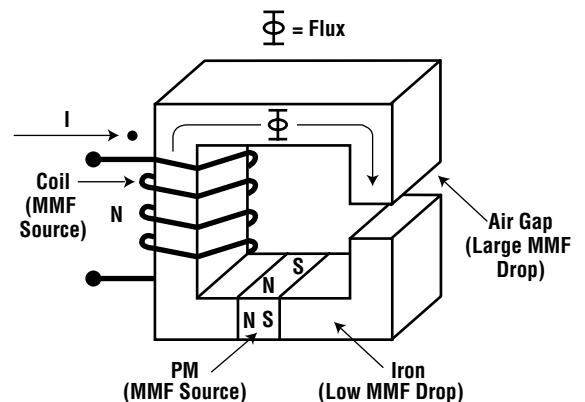 Φ = Flux
I
Φ
Coil
(MMF
Source)
N
Air Gap
(Large MMF
Drop)
S
N
N S
PM
(MMF Source)
Iron
(Low MMF Drop)